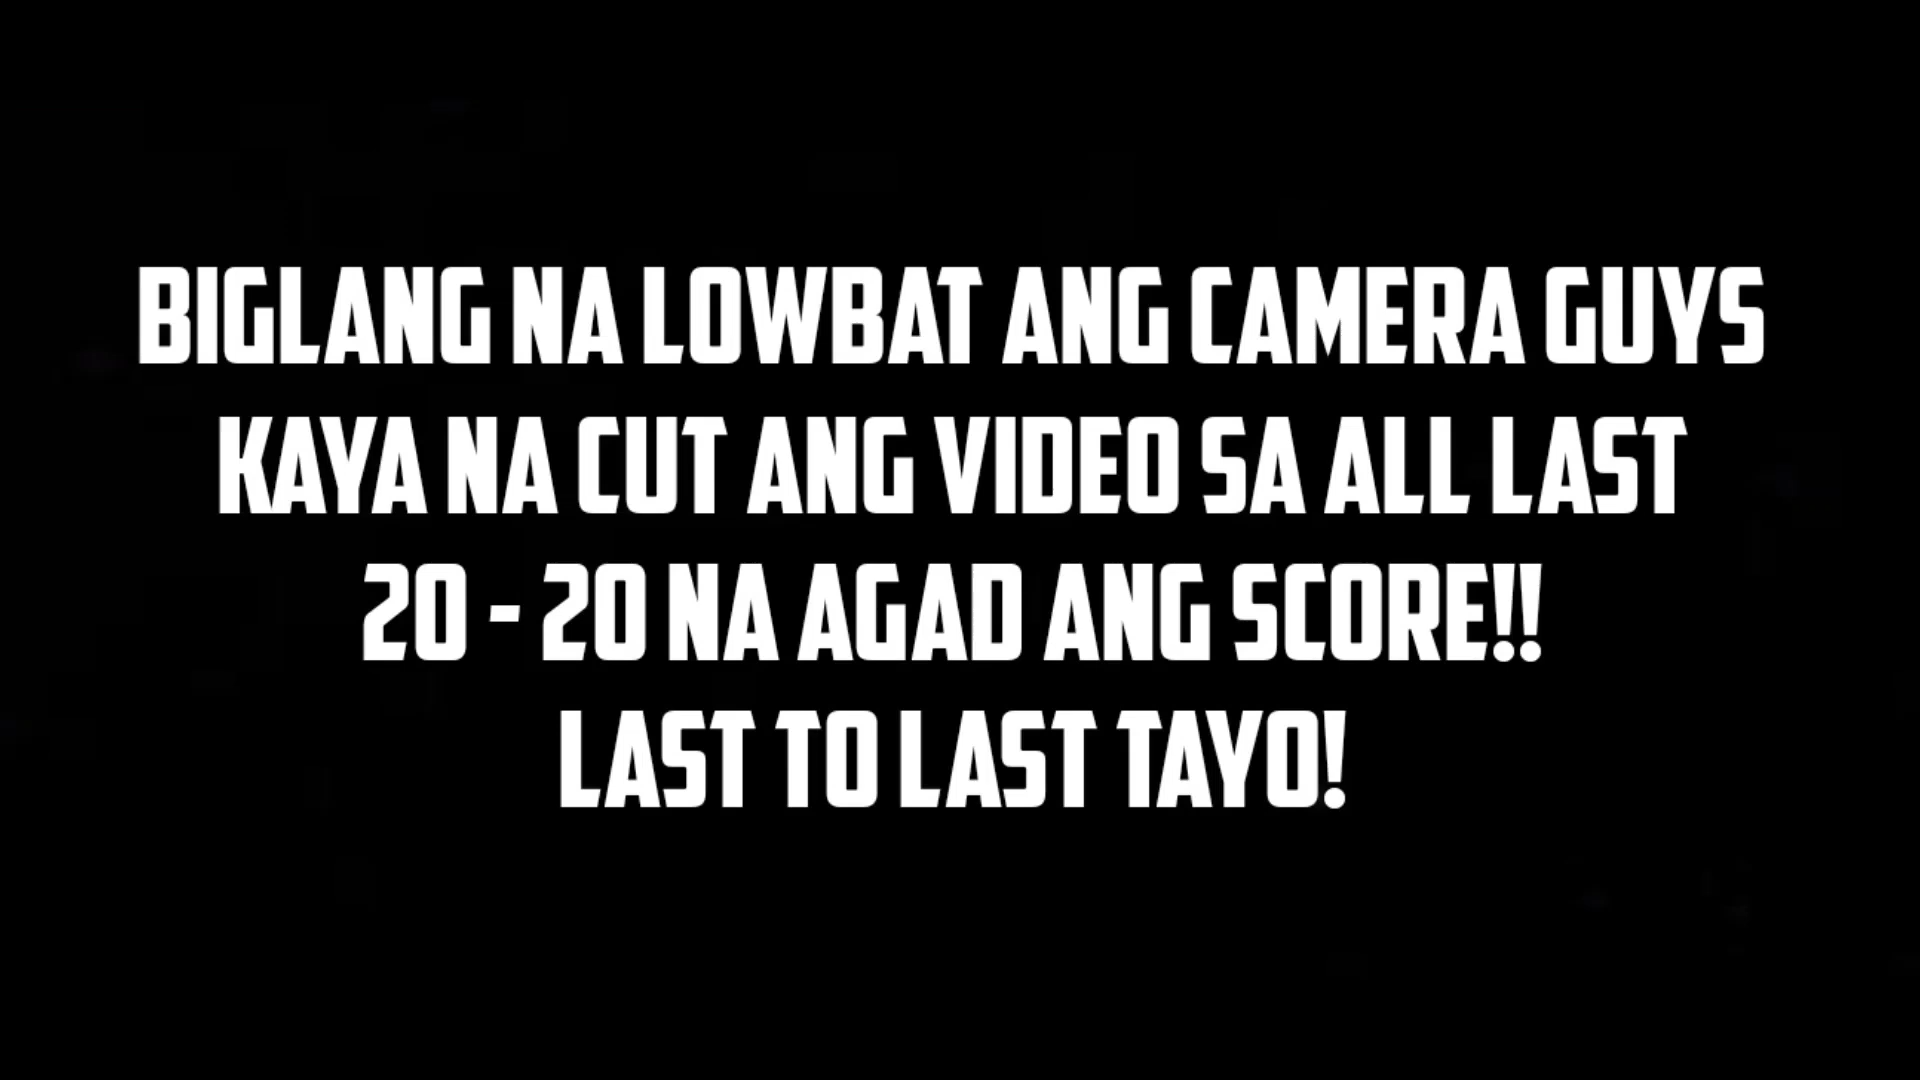 BIGLANG NA LOWBAT ANG CAMERA GUYS
KAYA NA CUT ANG VIDEO SA ALL LAST
20 - 20 NA AGAD ANG SCORE!!
LAST TO LAST TAYO!